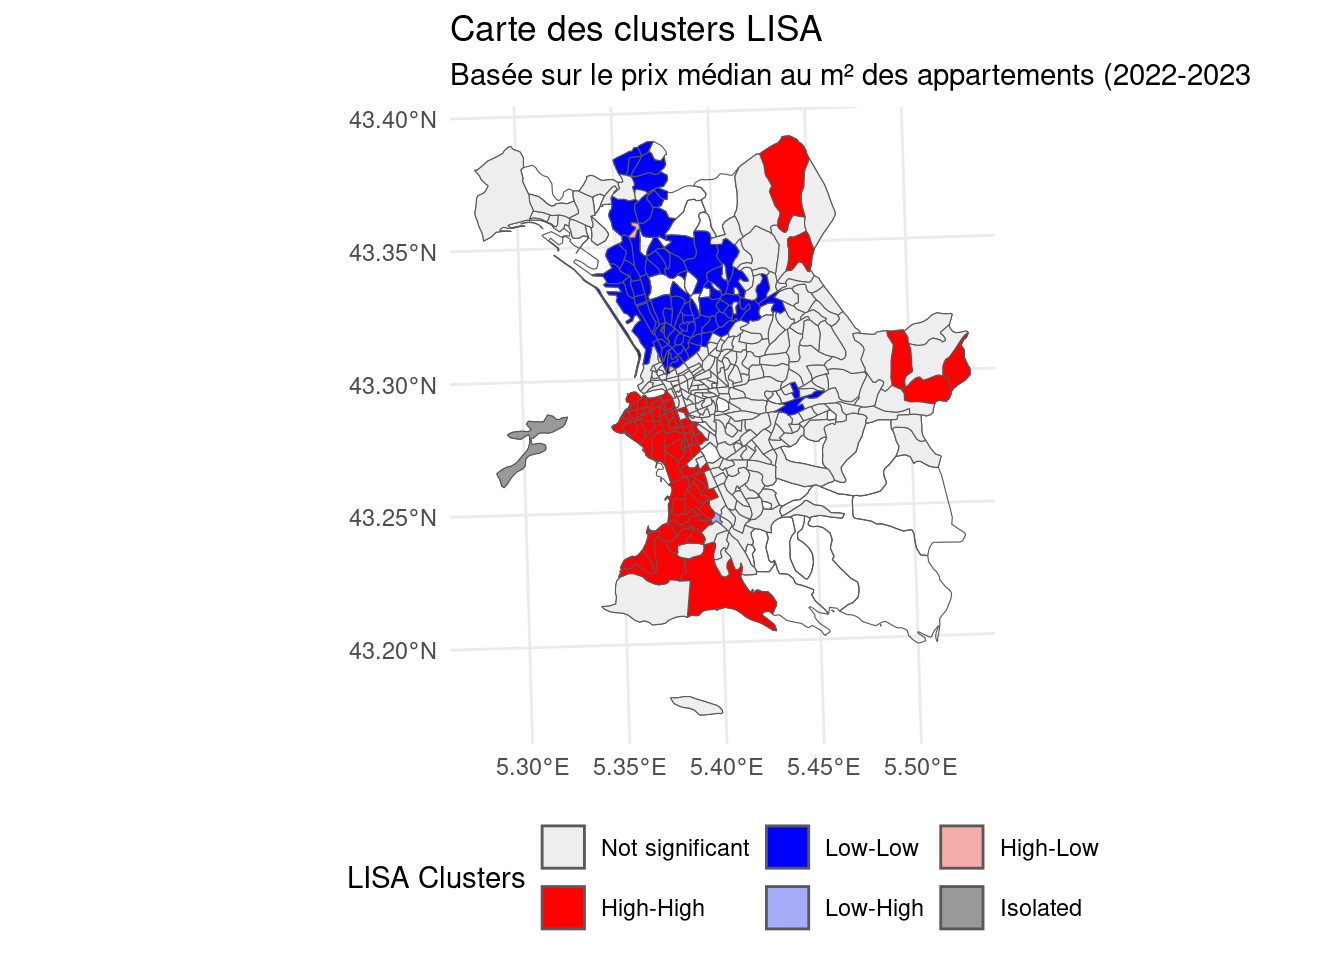 Carte des clusters LISA
Basée sur le prix médian au m² des appartements (2022-2023
43.40°N
43.35°N
43.30°N
43.25°N
43.20°N
5.30°E 5.35°E 5.40°E 5.45°E 5.50°E
LISA Clusters
Not significant Low-Low High-Low
High-High Low-High Isolated